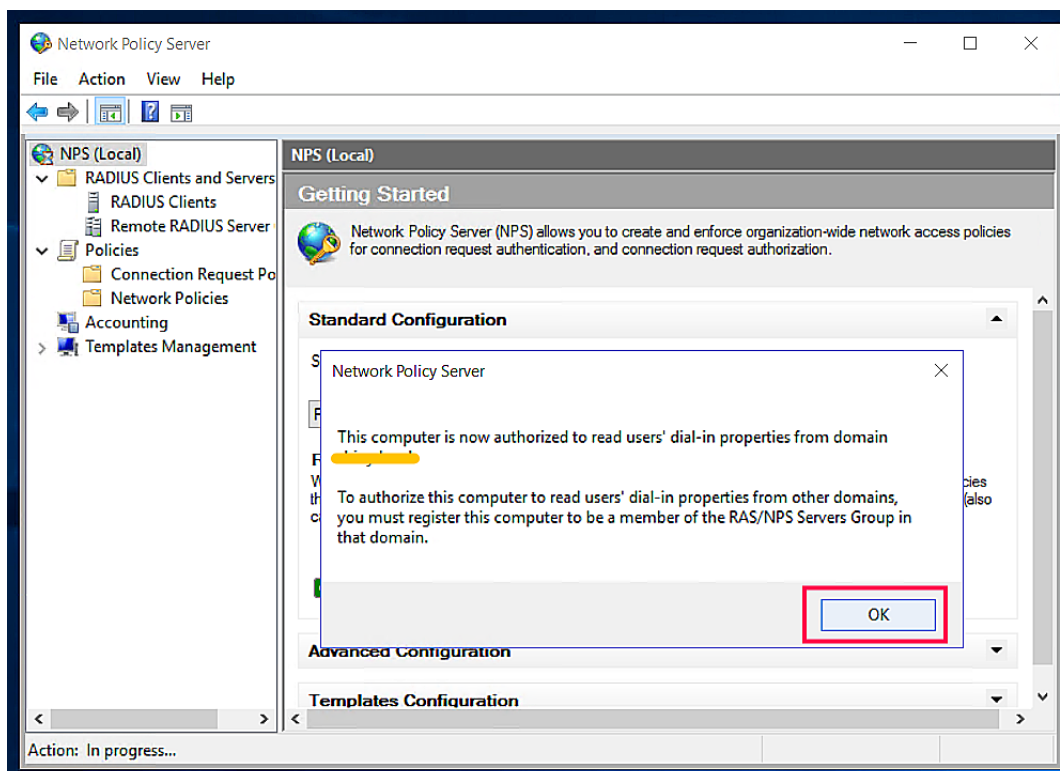 Network Policy Server
File Action View Help
NPS (Local)
RADIUS Clients and Servers
RADIUS Clients
Remote RADIUS Server
Policies
Connection Request Po
Network Policies
Accounting
Templates Management
NPS (Local)
Getting Started
Network Policy Server (NPS) allows you to create and enforce organization-wide network access policies
for connection request authentication, and connection request authorization.
Standard Configuration
S
Network Policy Server
This computer is now authorized to read users' dial-in properties from domain
To authorize this computer to read users' dial-in properties from other domains,
you must register this computer to be a member of the RAS/NPS Servers Group in
that domain.
cies
(also
OK
Advanced Configuration
Templates Configuration
Action: In progress...